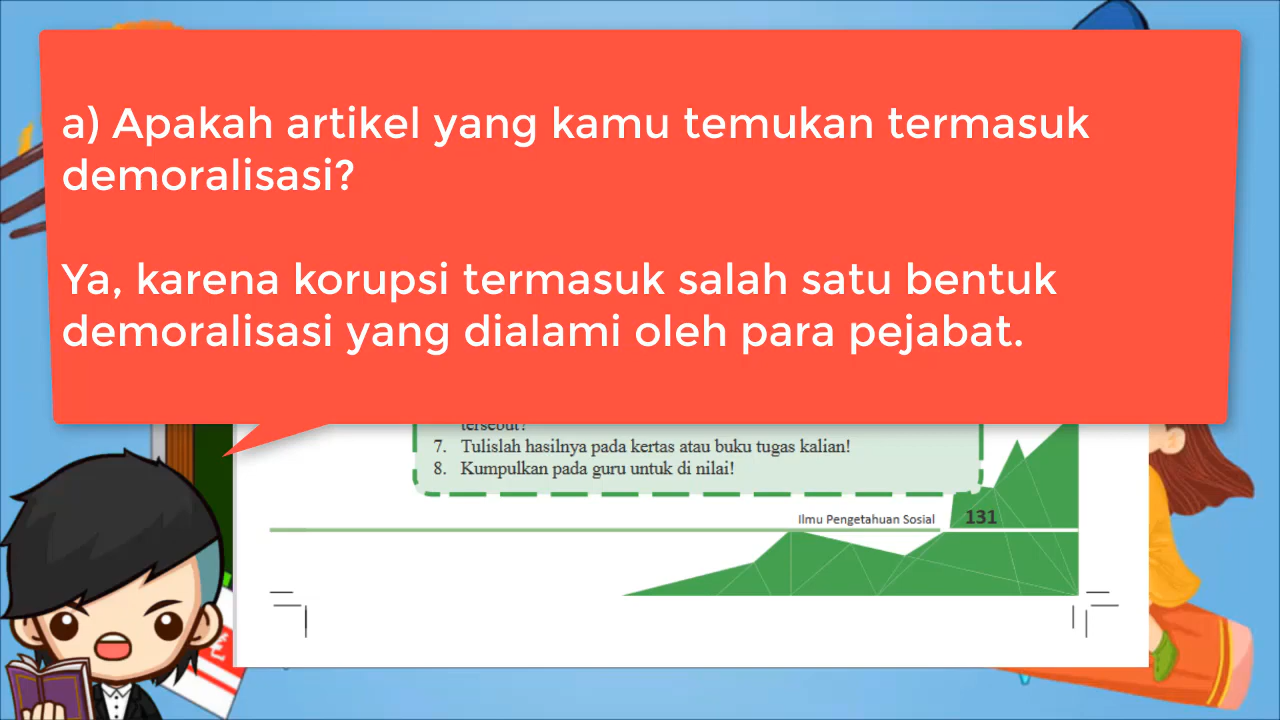 a) Apakah artikel yang kamu temukan termasuk
demoralisasi?
Ya, karena korupsi termasuk salah satu bentuk
demoralisasi yang dialami oleh para pejabat.
tersebut?
7. Tulislah hasilnya pada kertas atau buku tugas kalian!
8. Kumpulkan pada guru untuk di nilai!
Ilmu Pengetahuan Sosial 131